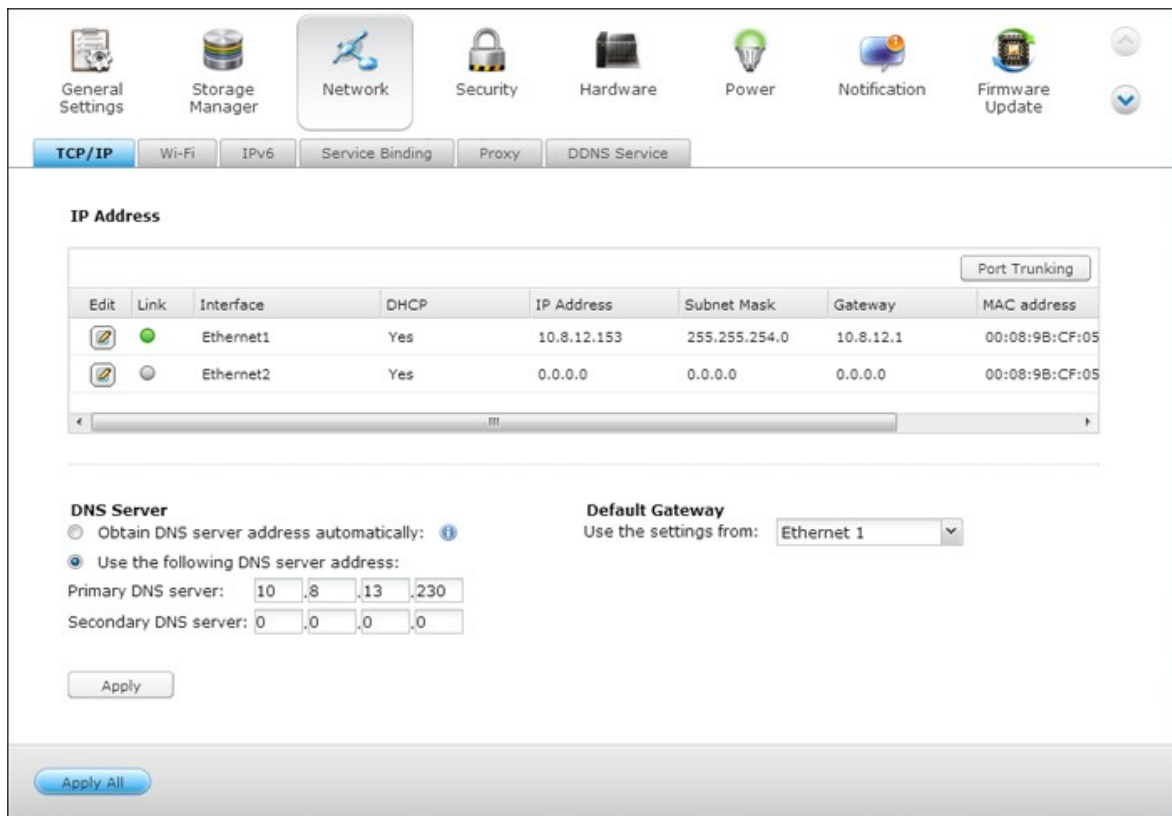 General Settings
Storage Manager
Network
Security
Hardware
Power
Notification
Firmware Update
TCP/IP Wi-Fi IPv6 Service Binding Proxy DDNS Service
IP Address
Port Trunking
Edit Link Interface DHCP IP Address Subnet Mask Gateway MAC address
Ethernet1 Yes 10.8.12.153 255.255.254.0 10.8.12.1 00:08:9B:CF:05
Ethernet2 Yes 0.0.0.0 0.0.0.0 0.0.0.0 00:08:9B:CF:05
DNS Server
Obtain DNS server address automatically:
Use the following DNS server address:
Primary DNS server: 10 .8 .13 .230
Secondary DNS server: 0 .0 .0 .0
Default Gateway
Use the settings from: Ethernet 1
Apply
Apply All